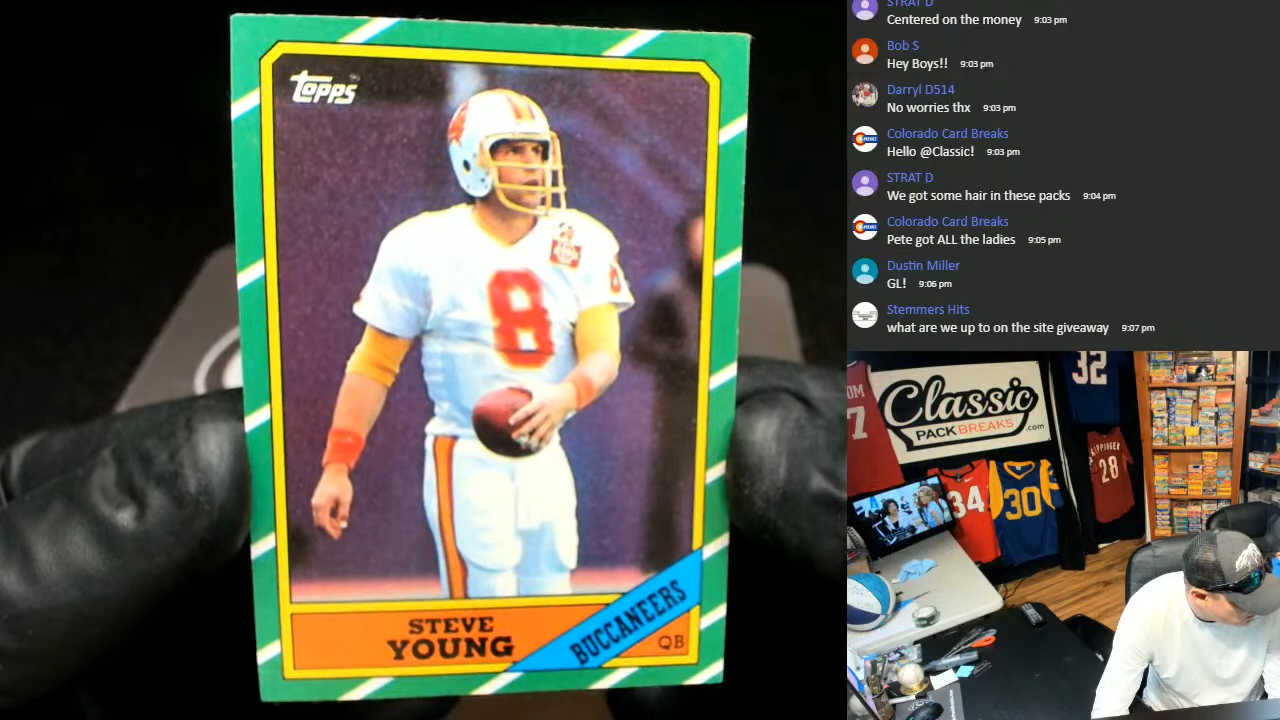 Topps
8
8
STEVE
YOUNG
BUCCANEERS
QB
STRAT D
Centered on the money 9:03 pm
Bob S
Hey Boys!! 9:03 pm
Darryl D514
No worries thx 9:03 pm
Colorado Card Breaks
Hello @Classic! 9:03 pm
STRAT D
We got some hair in these packs 9:04 pm
Colorado Card Breaks
Pete got ALL the ladies 9:05 pm
Dustin Miller
GL! 9:06 pm
Stemmers Hits
what are we up to on the site giveaway 9:07 pm
32
7
Classic
PACK BREAKS.com
34
30
28